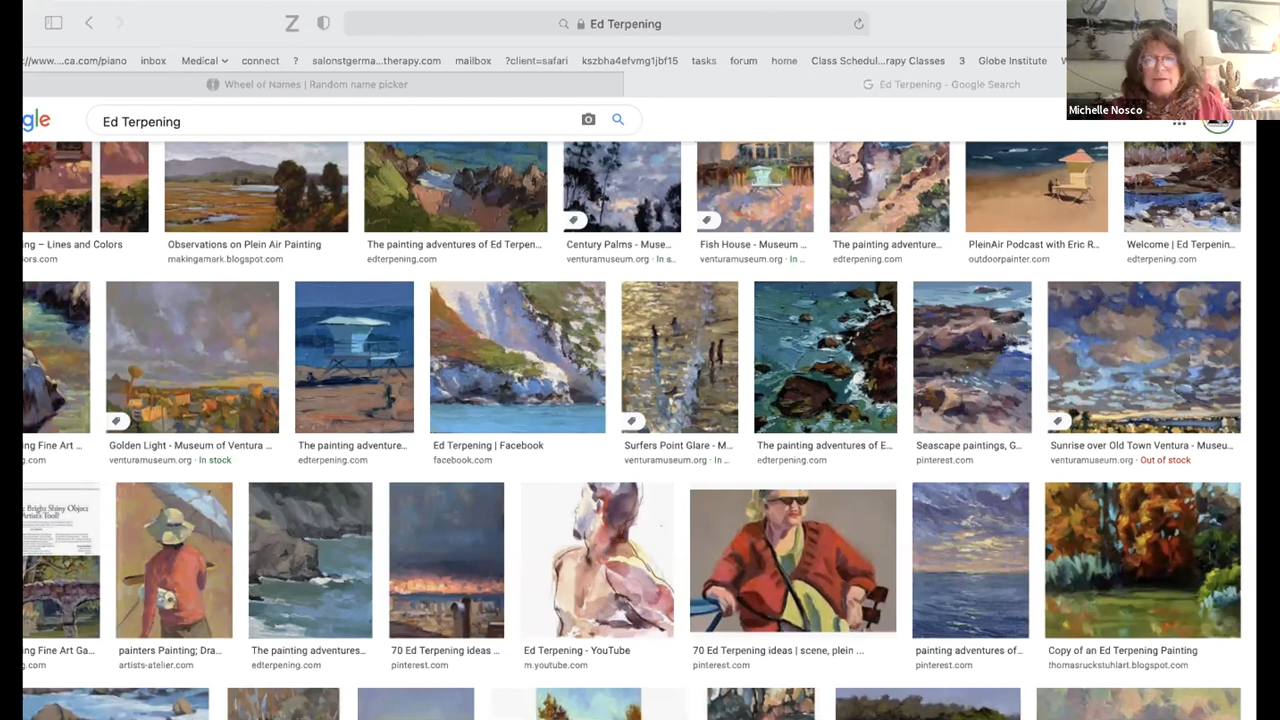 Z
Ed Terpening
://www....ca.com/piano inbox Medical connect ? salonstgerma...therapy.com mailbox ?client=safari kszbha4efvmg1jbf15 tasks forum home Class Schedul...rapy Classes 3 Globe Institute
Wheel of Names | Random name picker
Ed Terpening - Google Search
Michelle Nosco
gle
Ed Terpening
ing – Lines and Colors
ors.com
Observations on Plein Air Painting
makingamark.blogspot.com
The painting adventures of Ed Terpen...
edterpening.com
Century Palms - Muse...
venturamuseum.org · In s...
Fish House - Museum ...
venturamuseum.org · In ...
The painting adventure...
edterpening.com
PleinAir Podcast with Eric R...
outdoorpainter.com
Welcome | Ed Terpenin...
edterpening.com
ing Fine Art ...
g.com
Golden Light - Museum of Ventura ...
venturamuseum.org · In stock
The painting adventure...
edterpening.com
Ed Terpening | Facebook
facebook.com
Surfers Point Glare - M...
venturamuseum.org · In ...
The painting adventures of E...
edterpening.com
Seascape paintings, G...
pinterest.com
Sunrise over Old Town Ventura - Museu...
venturamuseum.org · Out of stock
Bright Shiny Object
Artist's Tool?
ing Fine Art Ga...
g.com
painters Painting; Dra...
artists-atelier.com
The painting adventures...
edterpening.com
70 Ed Terpening ideas ...
pinterest.com
Ed Terpening - YouTube
m.youtube.com
70 Ed Terpening ideas | scene, plein ...
pinterest.com
painting adventures of...
pinterest.com
Copy of an Ed Terpening Painting
thomasruckstuhlart.blogspot.com